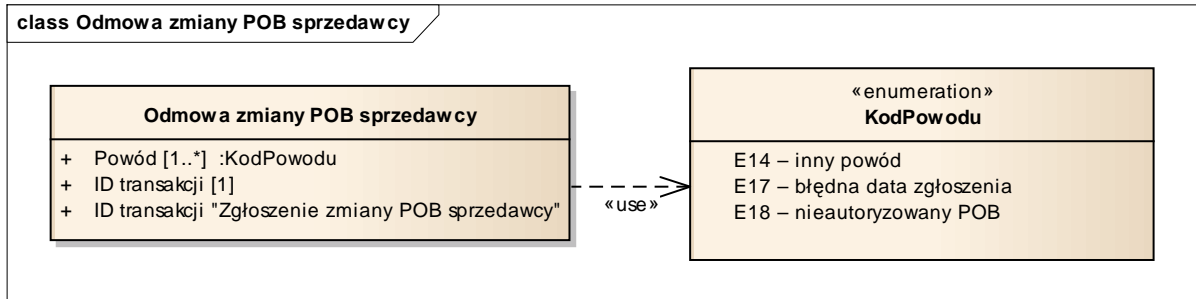 class Odmowa zmiany POB sprzedawcy
Odmowa zmiany POB sprzedawcy
+ Powód [1..*] :KodPowodu
+ ID transakcji [1]
+ ID transakcji "Zgłoszenie zmiany POB sprzedawcy"
«use»
«enumeration»
KodPowodu
E14 – inny powód
E17 – błędna data zgłoszenia
E18 – nieautoryzowany POB